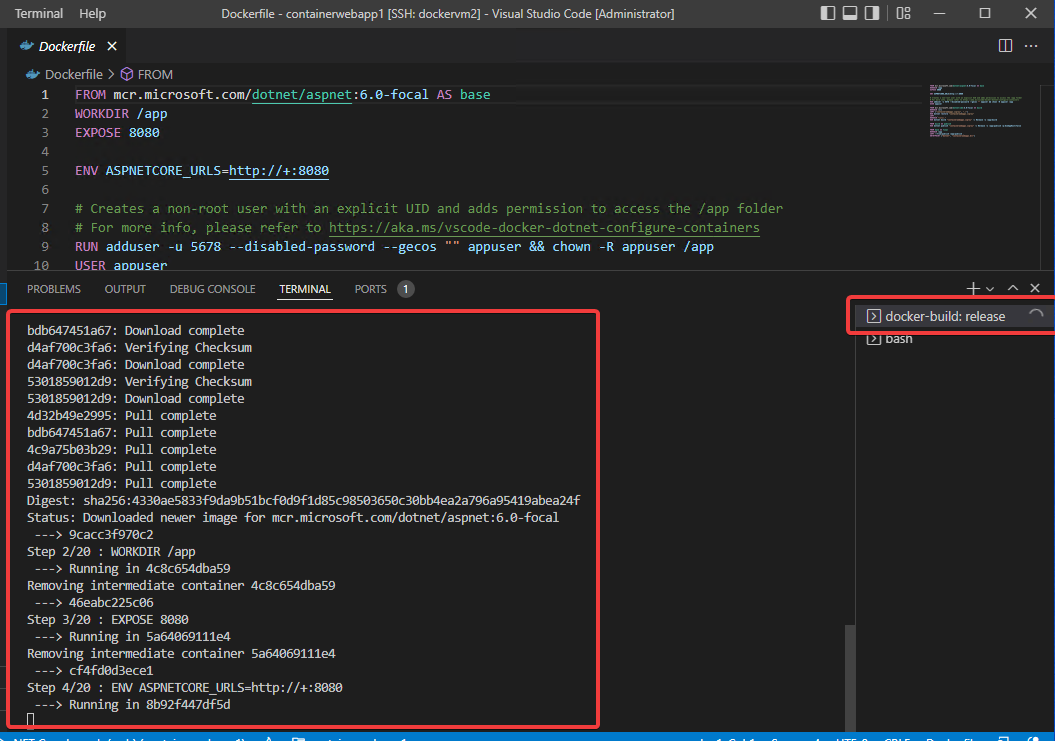 Terminal Help Dockerfile - containerwebapp1 [SSH: dockervm2] - Visual Studio Code [Administrator]
Dockerfile
Dockerfile > FROM
1 FROM mcr.microsoft.com/dotnet/aspnet:6.0-focal AS base
2 WORKDIR /app
3 EXPOSE 8080
4
5 ENV ASPNETCORE_URLS=http://+:8080
6
7 # Creates a non-root user with an explicit UID and adds permission to access the /app folder
8 # For more info, please refer to https://aka.ms/vscode-docker-dotnet-configure-containers
9 RUN adduser -u 5678 --disabled-password --gecos "" appuser && chown -R appuser /app
10 USER appuser
PROBLEMS OUTPUT DEBUG CONSOLE TERMINAL PORTS 1
docker-build: release
bash
bdb647451a67: Download complete
d4af700c3fa6: Verifying Checksum
d4af700c3fa6: Download complete
5301859012d9: Verifying Checksum
5301859012d9: Download complete
4d32b49e2995: Pull complete
bdb647451a67: Pull complete
4c9a75b03b29: Pull complete
d4af700c3fa6: Pull complete
5301859012d9: Pull complete
Digest: sha256:4330ae5833f9da9b51bcf0d9f1d85c98503650c30bb4ea2a796a95419abea24f
Status: Downloaded newer image for mcr.microsoft.com/dotnet/aspnet:6.0-focal
---> 9cacc3f970c2
Step 2/20 : WORKDIR /app
---> Running in 4c8c654dba59
Removing intermediate container 4c8c654dba59
---> 46eabc225c06
Step 3/20 : EXPOSE 8080
---> Running in 5a64069111e4
Removing intermediate container 5a64069111e4
---> cf4fd0d3ece1
Step 4/20 : ENV ASPNETCORE_URLS=http://+:8080
---> Running in 8b92f447df5d